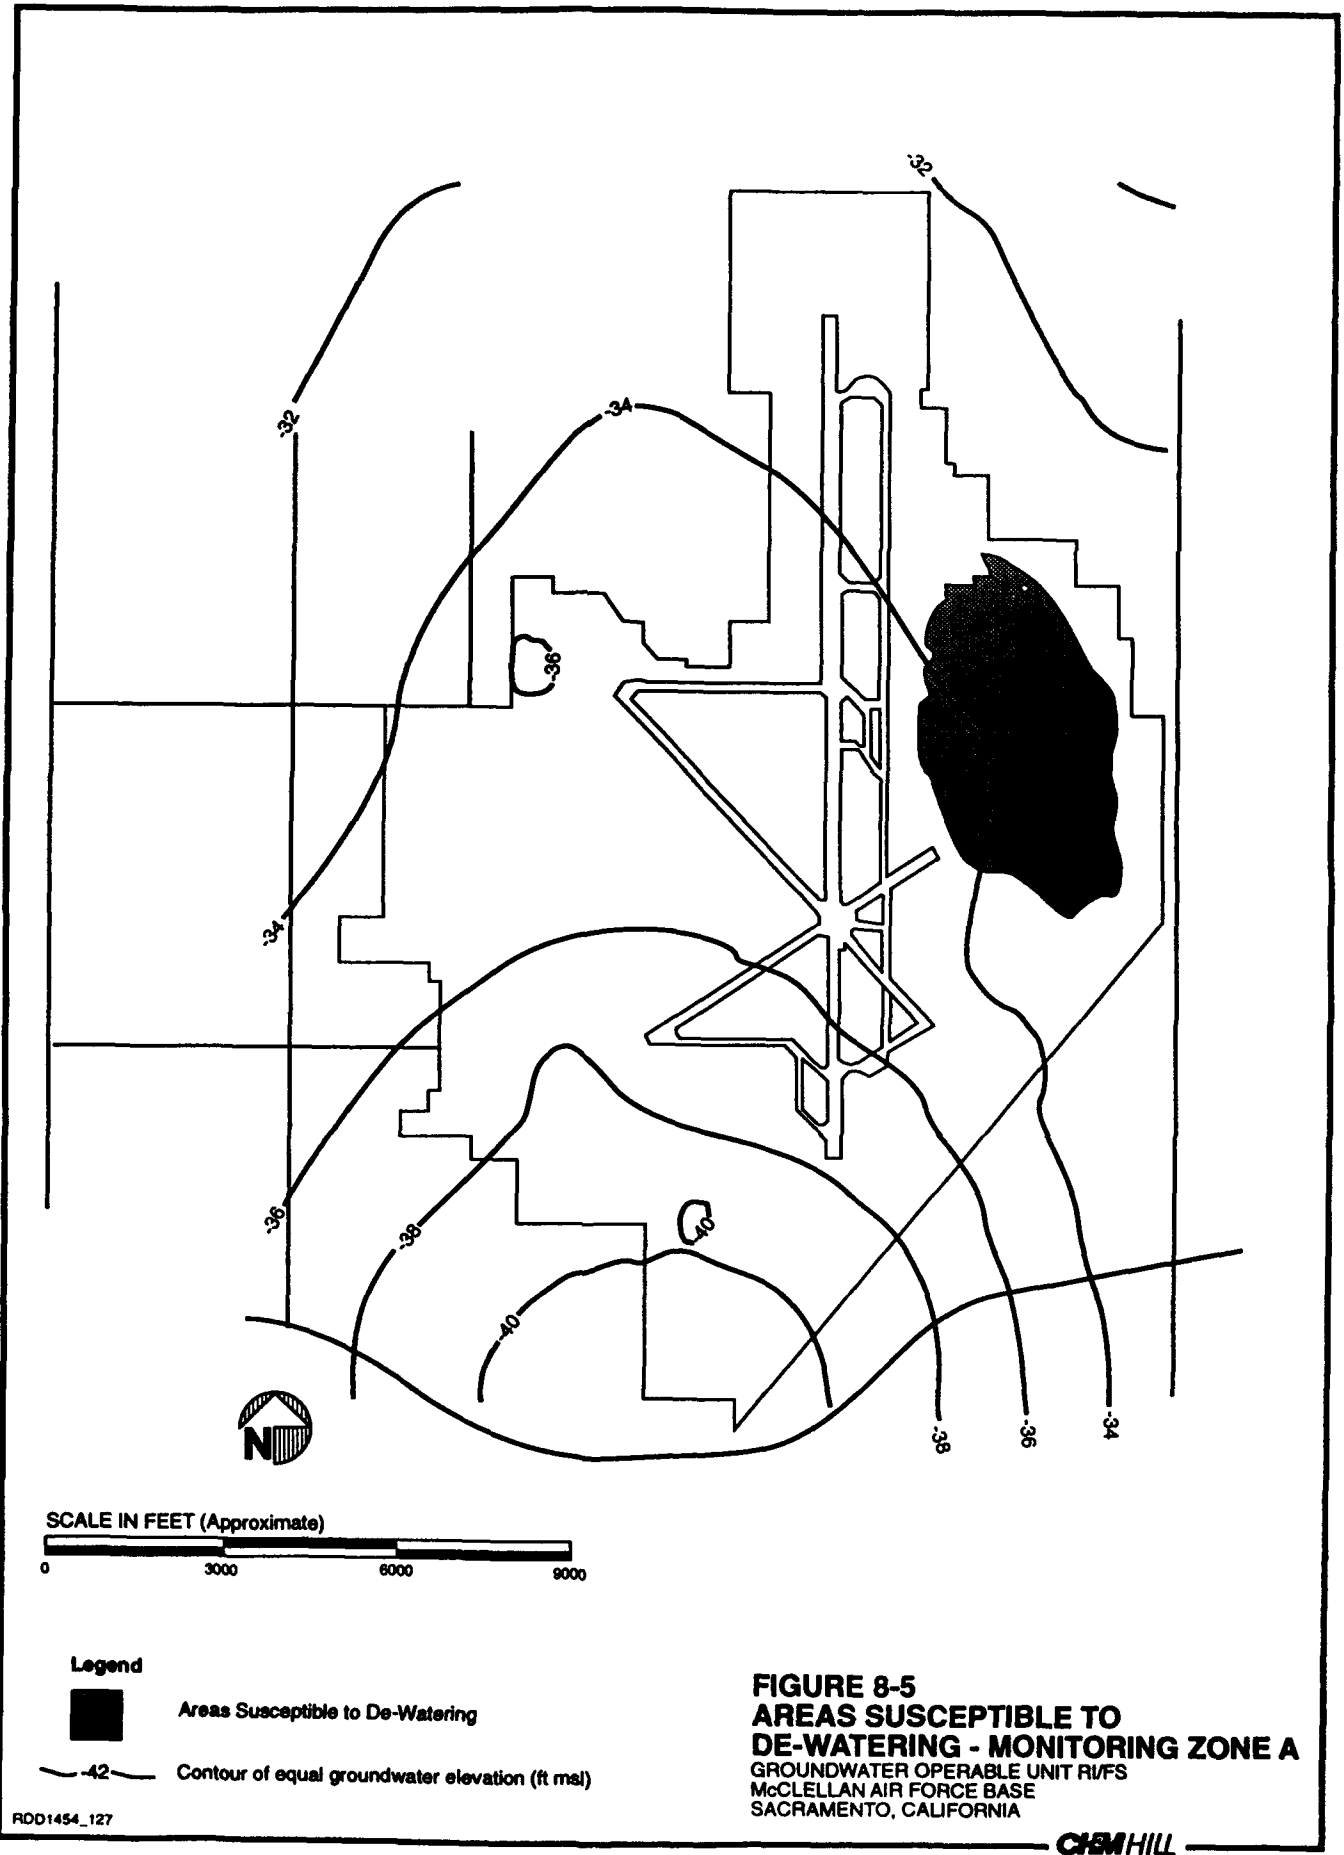 -32
-32
-34
-36
-34
-36
-38
-40
-40
-38
-36
-34
N
SCALE IN FEET (Approximate)
0 3000 6000 9000
Legend
Areas Susceptible to De-Watering
-42
Contour of equal groundwater elevation (ft msl)
RDD1454_127
FIGURE 8-5
AREAS SUSCEPTIBLE TO
DE-WATERING - MONITORING ZONE A
GROUNDWATER OPERABLE UNIT RI/FS
McCLELLAN AIR FORCE BASE
SACRAMENTO, CALIFORNIA
CH2M HILL